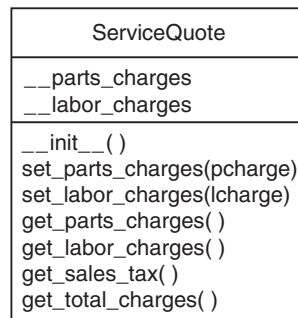 ServiceQuote
__parts_charges
__labor_charges
__init__( )
set_parts_charges(pcharge)
set_labor_charges(lcharge)
get_parts_charges( )
get_labor_charges( )
get_sales_tax( )
get_total_charges( )